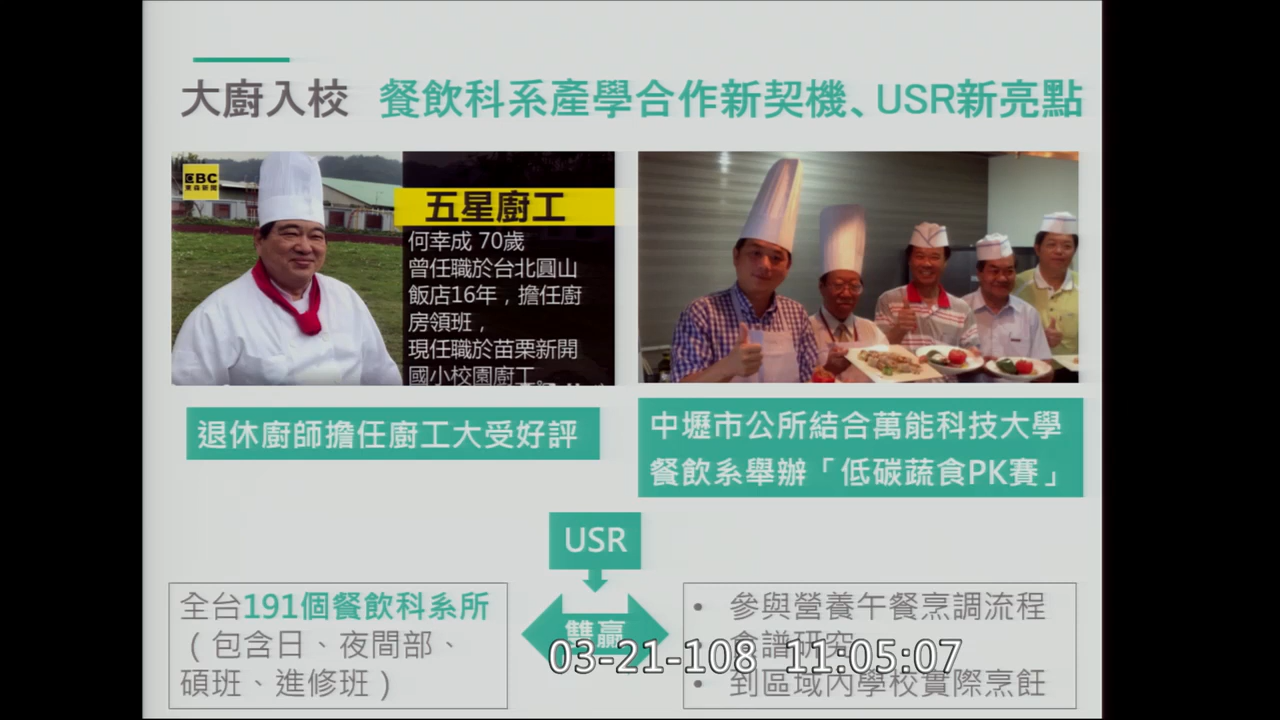 大廚入校 餐飲科系產學合作新契機、USR新亮點
EBC
東森新聞
五星廚工
何幸成 70歲
曾任職於台北圓山
飯店16年，擔任廚
房領班，
現任職於苗栗新開
國小校園廚工。
退休廚師擔任廚工大受好評
中壢市公所結合萬能科技大學
餐飲系舉辦「低碳蔬食PK賽」
USR
雙贏
全台191個餐飲科系所
（包含日、夜間部、
碩班、進修班）
• 參與營養午餐烹調流程
食譜研究
• 到區域內學校實際烹飪
03-21-108 11:05:07